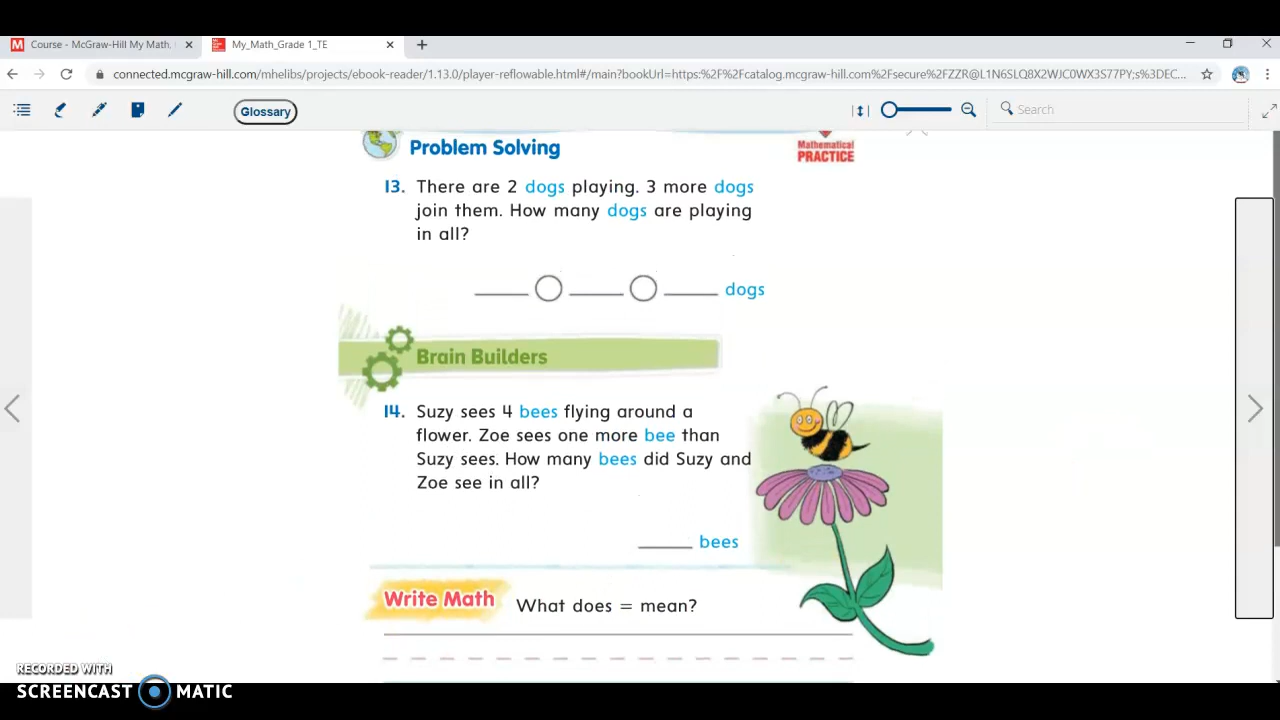 Course - McGraw-Hill My Math,
My_Math_Grade 1_TE
connected.mcgraw-hill.com/mhelibs/projects/ebook-reader/1.13.0/player-reflowable.html#/main?bookUrl=https:%2F%2Fcatalog.mcgraw-hill.com%2Fsecure%2FZZR@L1N6SLQ8X2WJC0WX3S77PY;s%3DEC...
Glossary
Search
Problem Solving
Mathematical
PRACTICE
13. There are 2 dogs playing. 3 more dogs
join them. How many dogs are playing
in all?
dogs
Brain Builders
14. Suzy sees 4 bees flying around a
flower. Zoe sees one more bee than
Suzy sees. How many bees did Suzy and
Zoe see in all?
bees
Write Math What does = mean?
RECORDED WITH
SCREENCAST MATIC